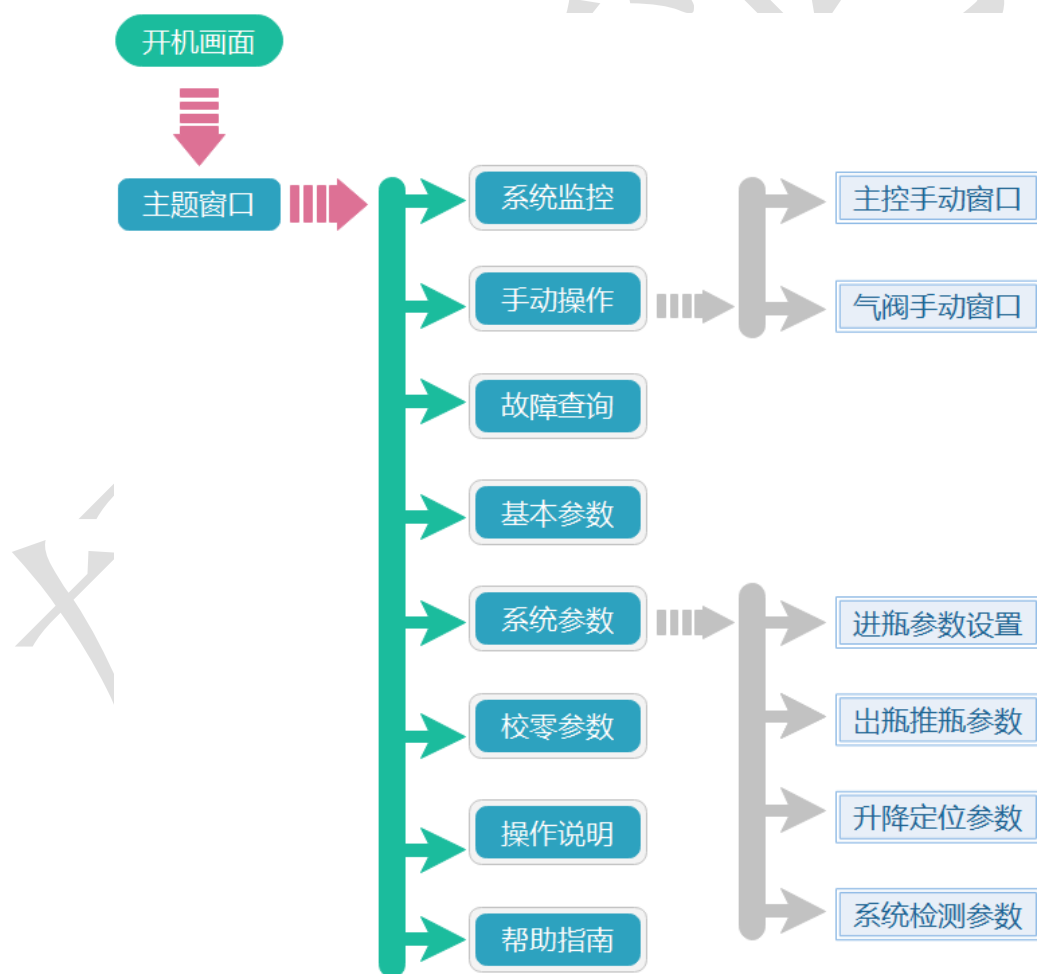 开机画面
主题窗口
系统监控
主控手动窗口
手动操作
气阀手动窗口
故障查询
基本参数
系统参数
进瓶参数设置
校零参数
出瓶推瓶参数
操作说明
升降定位参数
帮助指南
系统检测参数